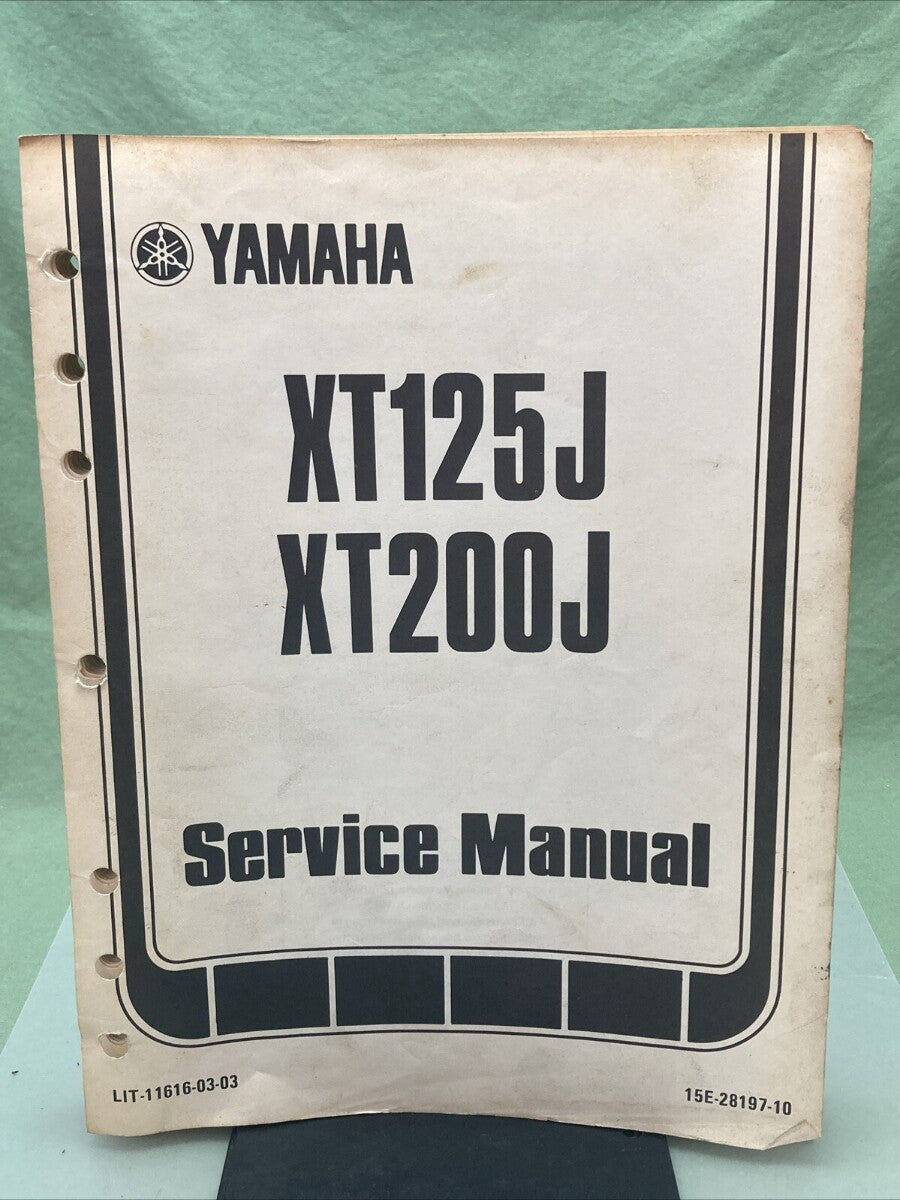 YAMAHA
XT125J
XT200J
Service Manual
LIT-11616-03-03
15E-28197-10